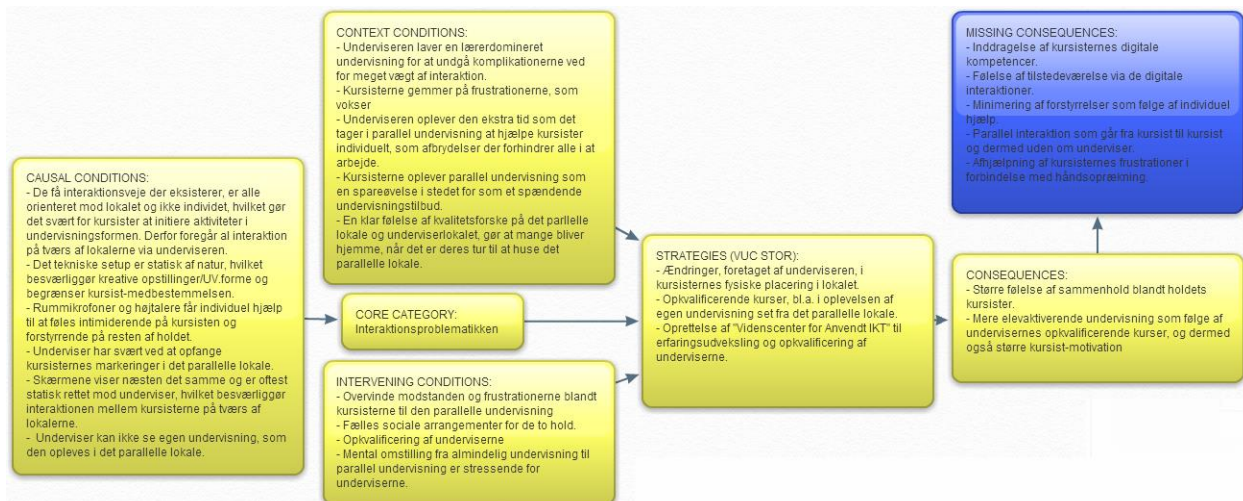 CAUSAL CONDITIONS:
- De få interaktionsveje der eksisterer, er alle
orienteret mod lokalet og ikke individet, hvilket gør
det svært for kursister at initiere aktiviteter i
undervisningsformen. Derfor foregår al interaktion
på tværs af lokalerne via underviseren.
- Det tekniske setup er statisk af natur, hvilket
besværliggør kreative opstillinger/UV.forme og
begrænser kursist-medbestemmelsen.
- Rummikrofoner og højtalere får individuel hjælp
til at føles intimiderende på kursisten og
forstyrrende på resten af holdet.
- Underviser har svært ved at opfange
kursisternes markeringer i det parallele lokale.
- Skærmene viser næsten det samme og er oftest
statisk rettet mod underviser, hvilket besværliggør
interaktionen mellem kursisterne på tværs af
lokalerne.
- Underviser kan ikke se egen undervisning, som
den opleves i det parallele lokale.
CONTEXT CONDITIONS:
- Underviseren laver en lærerdomineret
undervisning for at undgå komplikationerne ved
for meget vægt af interaktion.
- Kursisterne gemmer på frustrationerne, som
vokser
- Underviseren oplever den ekstra tid som det
tager i parallel undervisning at hjælpe kursister
individuelt, som afbrydelser der forhindrer alle i at
arbejde.
- Kursisterne oplever parallel undervisning som
en spareøvelse i stedet for som et spændende
undervisningstilbud.
- En klar følelse af kvalitetsforske på det parllele
lokale og underviserlokalet, gør at mange bliver
hjemme, når det er deres tur til at huse det
parallele lokale.
CORE CATEGORY:
Interaktionsproblematikken
INTERVENING CONDITIONS:
- Overvinde modstanden og frustrationerne blandt
kursisterne til den parallele undervisning
- Fælles sociale arrangementer for de to hold.
- Opkvalificering af underviserne
- Mental omstilling fra almindelig undervisning til
parallel undervisning er stressende for
underviserne.
STRATEGIES (VUC STOR):
- Ændringer, foretaget af underviseren, i
kursisternes fysiske placering i lokalet.
- Opkvalificerende kurser, bl.a. i oplevelsen af
egen undervisning set fra det parallele lokale.
- Oprettelse af "Videnscenter for Anvendt IKT" til
erfaringsudveksling og opkvalificering af
underviserne.
MISSING CONSEQUENCES:
- Inddragelse af kursisternes digitale
kompetencer.
- Følelse af tilstedeværelse via de digitale
interaktioner.
- Minimering af forstyrrelser som følge af individuel
hjælp.
- Parallel interaktion som går fra kursist til kursist
og dermed uden om underviser.
- Afhjælpning af kursisternes frustrationer i
forbindelse med håndsoprækning.
CONSEQUENCES:
- Større følelse af sammenhold blandt holdets
kursister.
- Mere elevaktiverende undervisning som følge af
undervisernes opkvalificerende kurser, og dermed
også større kursist-motivation